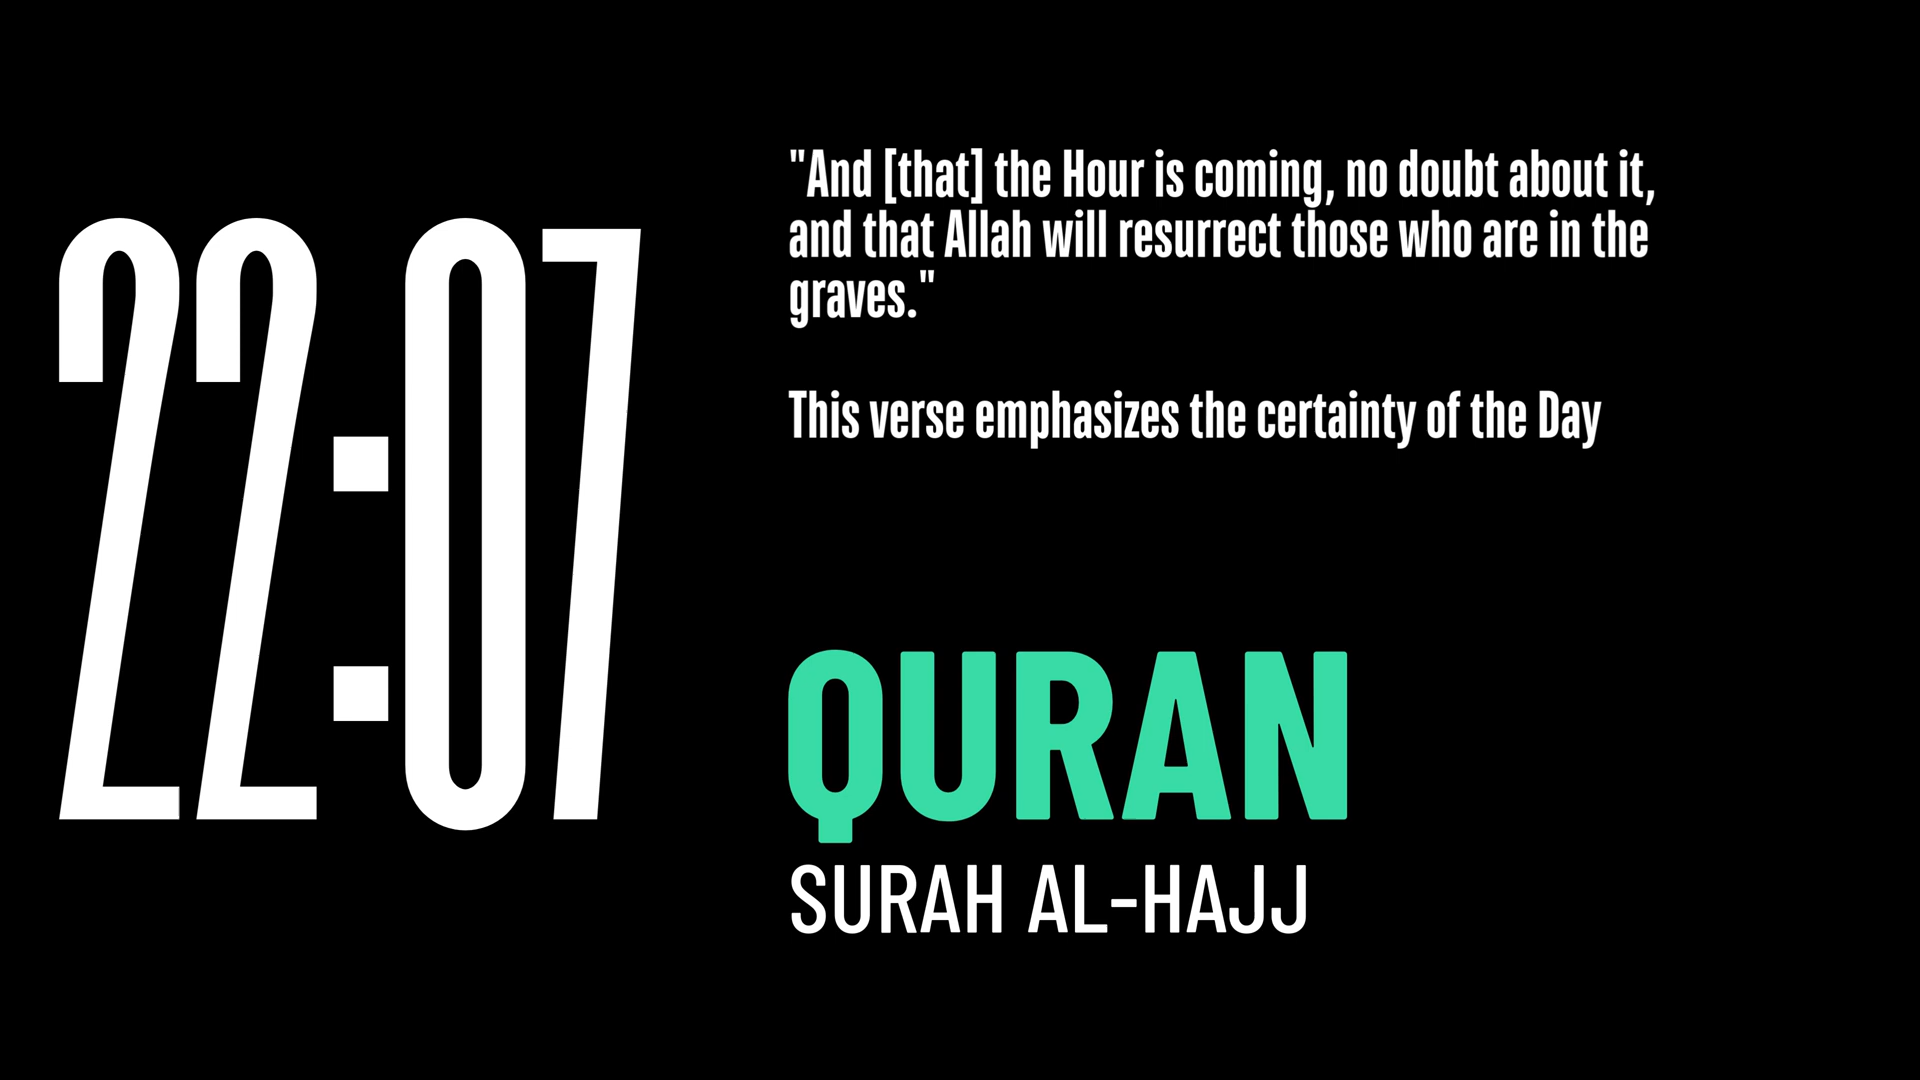 22:07
"And [that] the Hour is coming, no doubt about it,
and that Allah will resurrect those who are in the
graves."
This verse emphasizes the certainty of the Day
QURAN
SURAH AL-HAJJ